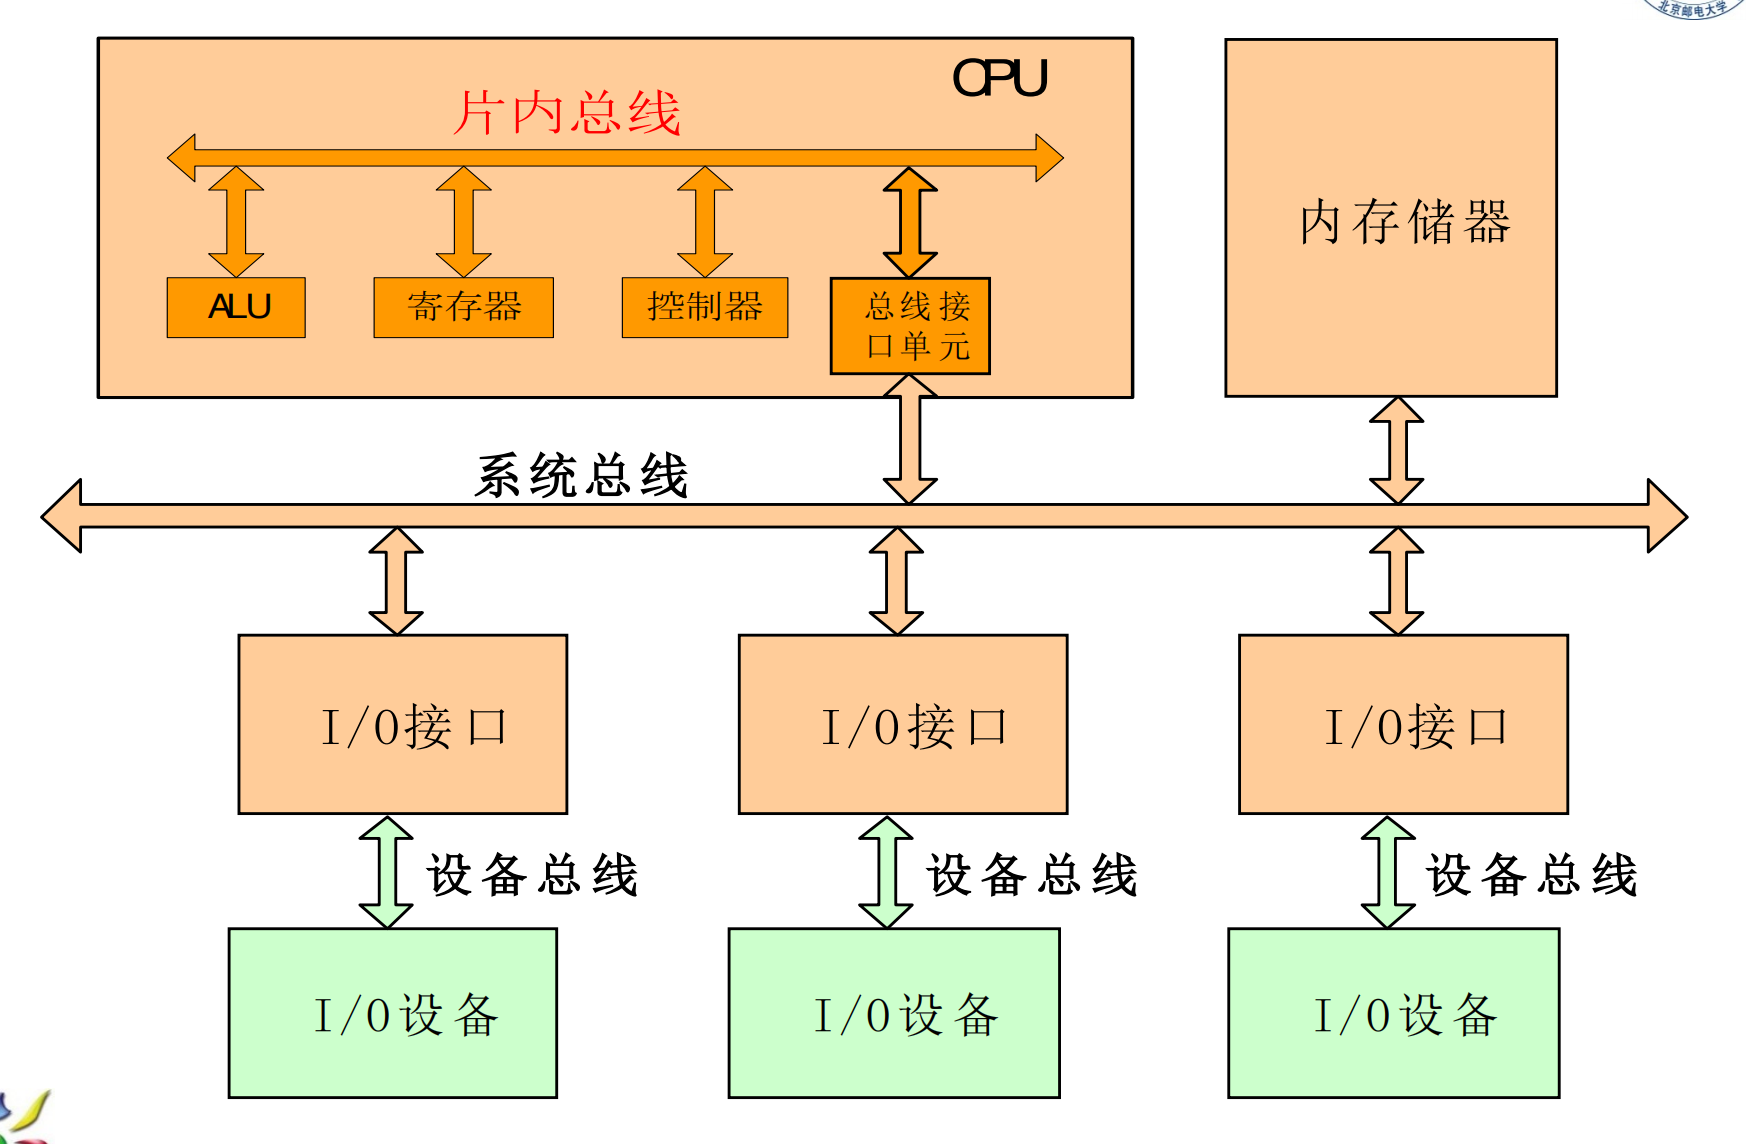 北京邮电大学
CPU
片内总线
ALU
寄存器
控制器
总线接
口单元
内存储器
系统总线
I/O接口
I/O接口
I/O接口
设备总线
设备总线
设备总线
I/O设备
I/O设备
I/O设备